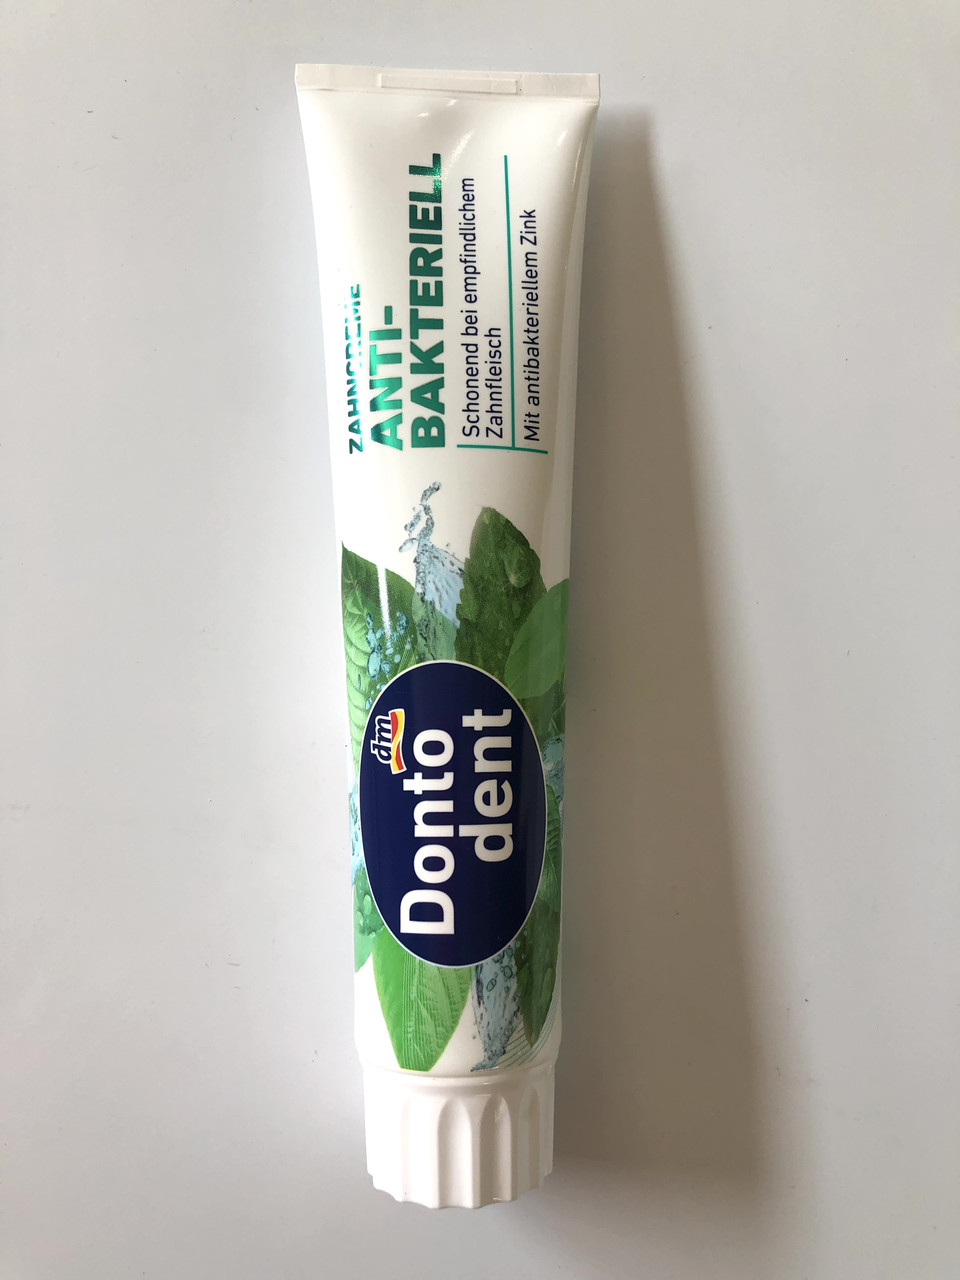 ZAHNCREME
ANTI-
BAKTERIELL
Schonend bei empfindlichem
Zahnfleisch
Mit antibakteriellem Zink
dm
Donto
dent